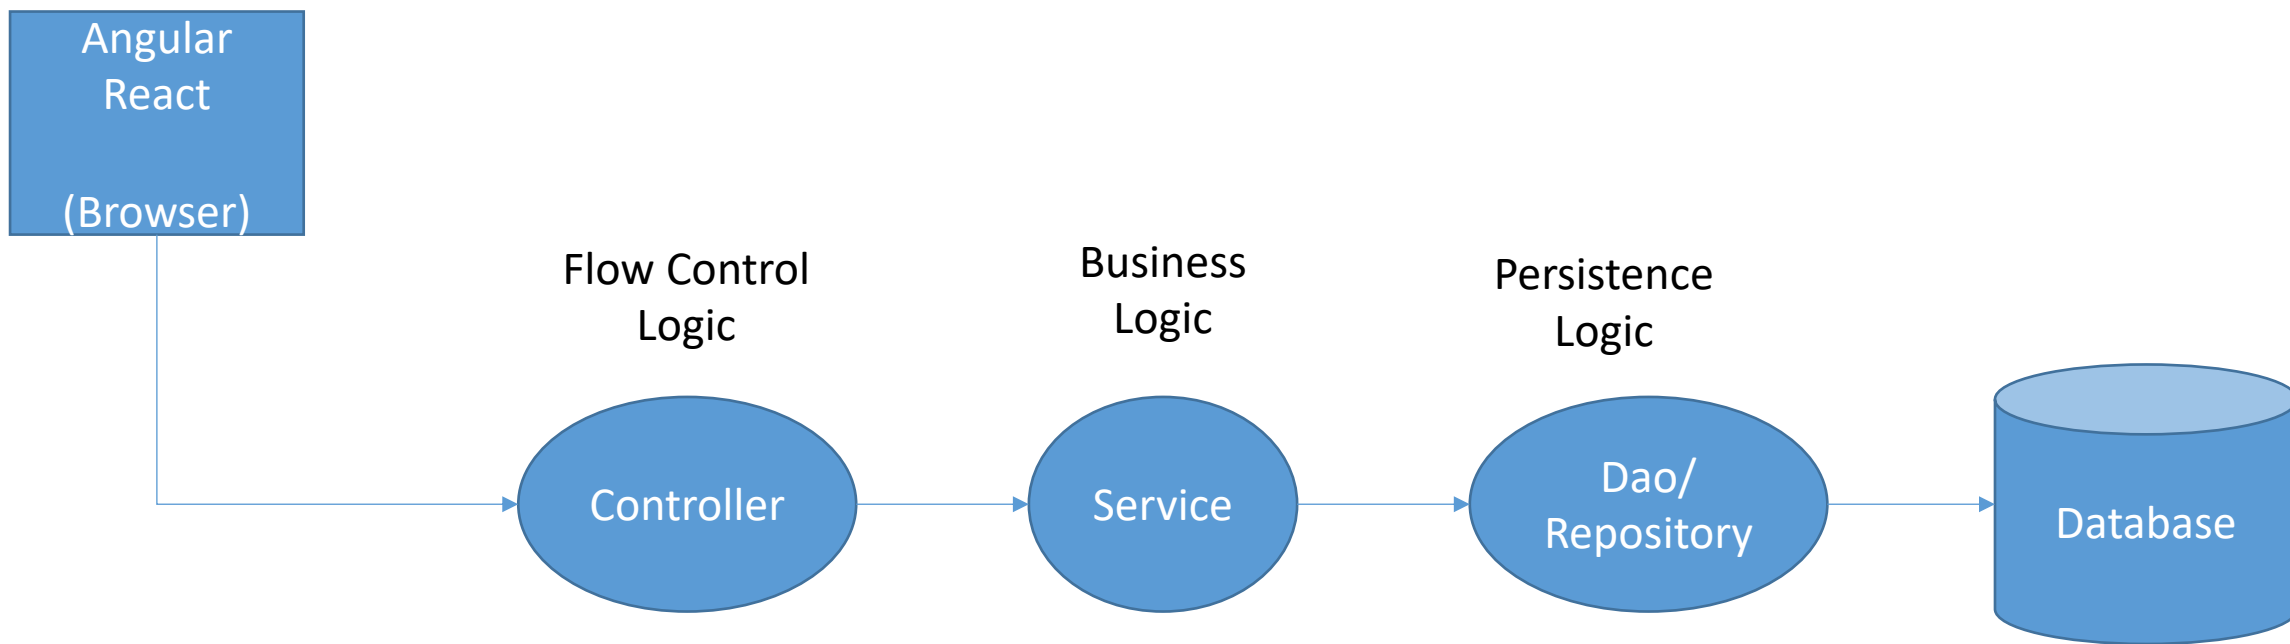 Angular
React
(Browser)
Flow Control
Logic
Business
Logic
Persistence
Logic
Controller
Service
Dao/
Repository
Database